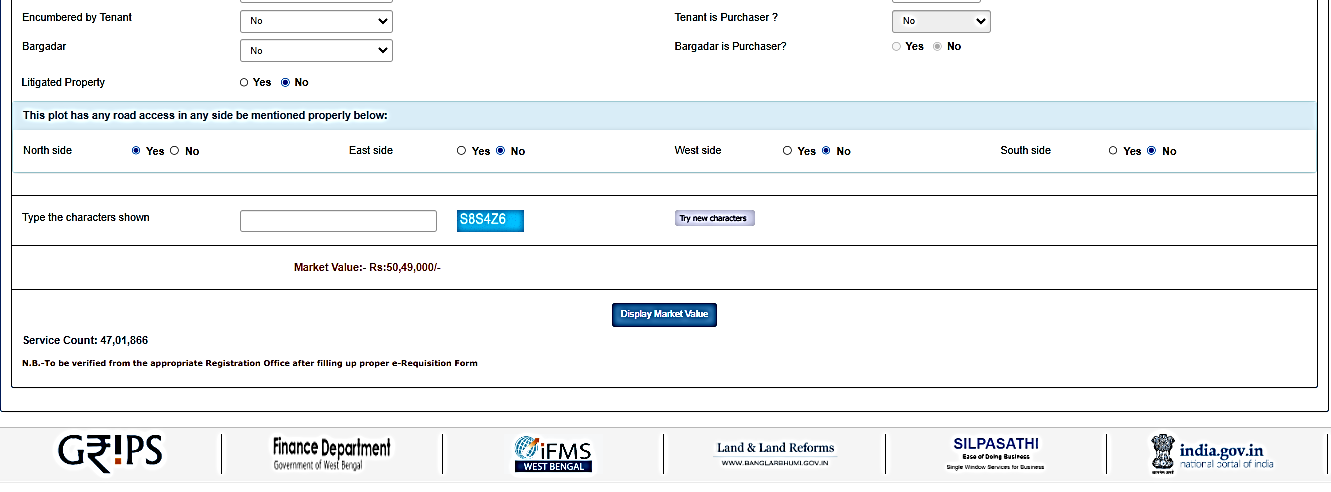 Encumbered by Tenant No Tenant is Purchaser ? No
Bargadar No Bargadar is Purchaser? Yes No
Litigated Property Yes No
This plot has any road access in any side be mentioned properly below:
North side Yes No East side Yes No West side Yes No South side Yes No
Type the characters shown S8S4Z6 Try new characters
Market Value:- Rs:50,49,000/-
Display Market Value
Service Count: 47,01,866
N.B.-To be verified from the appropriate Registration Office after filling up proper e-Requisition Form
GRIPS
Finance Department
Government of West Bengal
iFMS
WEST BENGAL
Land & Land Reforms
WWW.BANGLARBHUMI.GOV.IN
SILPASATHI
Ease of Doing Business
Single Window Services for Business
india.gov.in
national portal of india